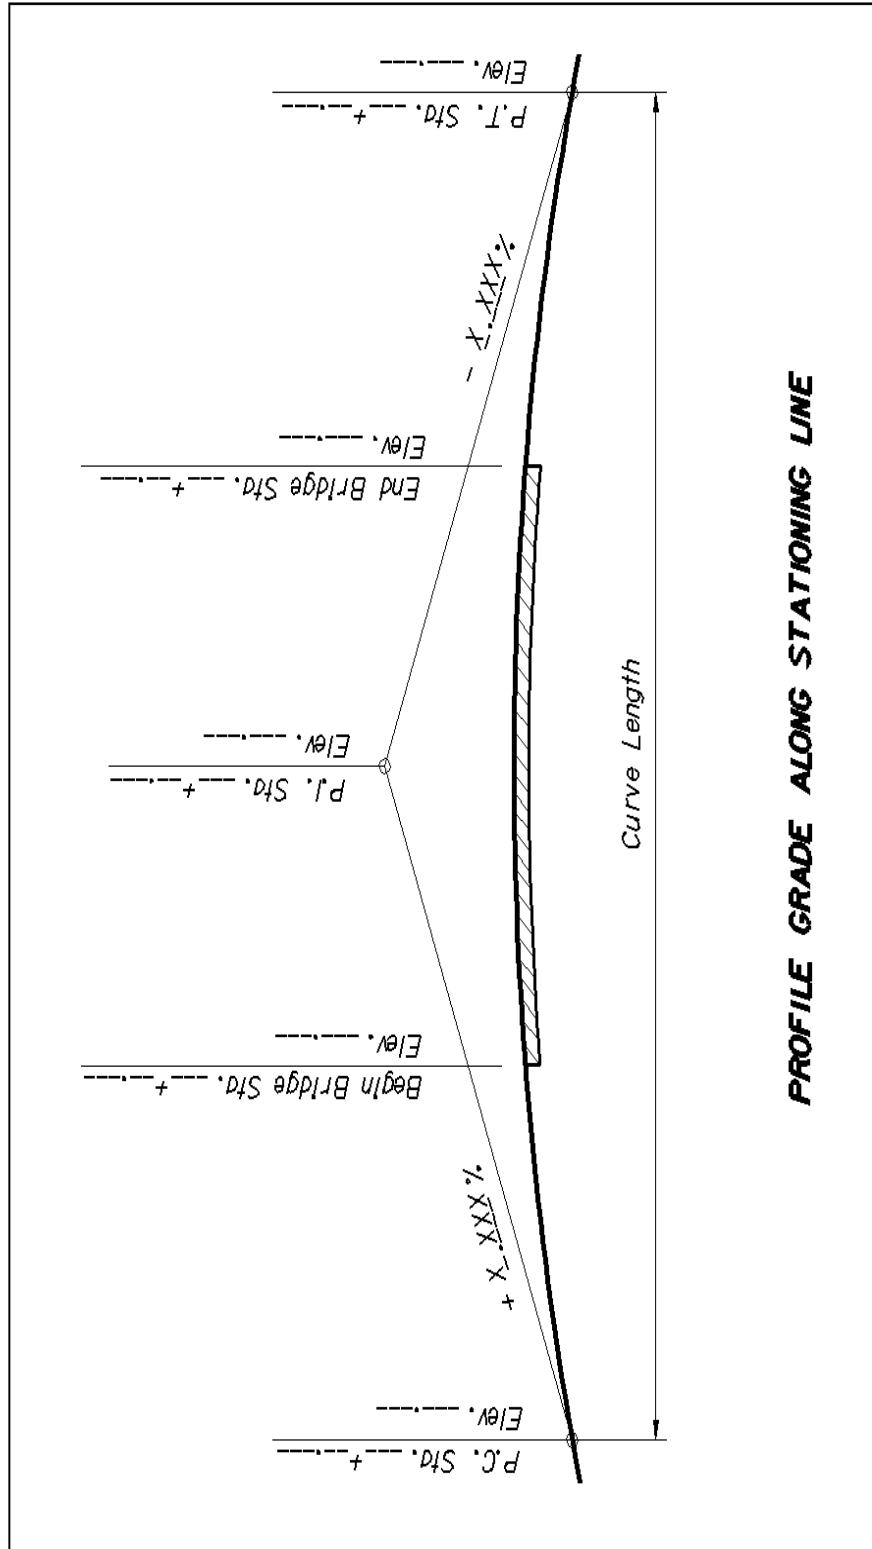 P.C. Sta. ___+__.___
Elev. ___.___
+ X.XXX %
Begin Bridge Sta. ___+__.___
Elev. ___.___
P.I. Sta. ___+__.___
Elev. ___.___
End Bridge Sta. ___+__.___
Elev. ___.___
- X.XXX %
P.T. Sta. ___+__.___
Elev. ___.___
Curve Length
PROFILE GRADE ALONG STATIONING LINE